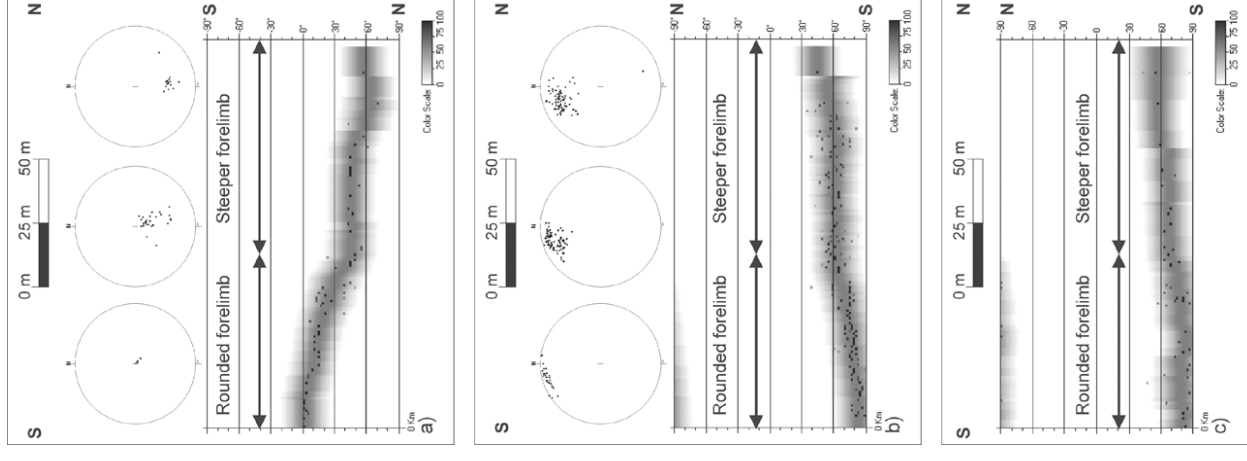 S N
0 m 25 m 50 m
N N N
S
-90°
-60°
-30°
0°
30°
60°
90°
N
Rounded forelimb Steeper forelimb
0 Km
Color Scale: 0 25 50 75 100
a)
N
0 m 25 m 50 m
N N N
N
-90
-60
-30
0°
30°
60°
90°
S
Rounded forelimb Steeper forelimb
0 Km
Color Scale: 0 25 50 75 100
b)
S N
0 m 25 m 50 m
N
-90
-60
-30
0°
30°
60°
90
S
Rounded forelimb Steeper forelimb
0 Km
Color Scale: 0 25 50 75 100
c)